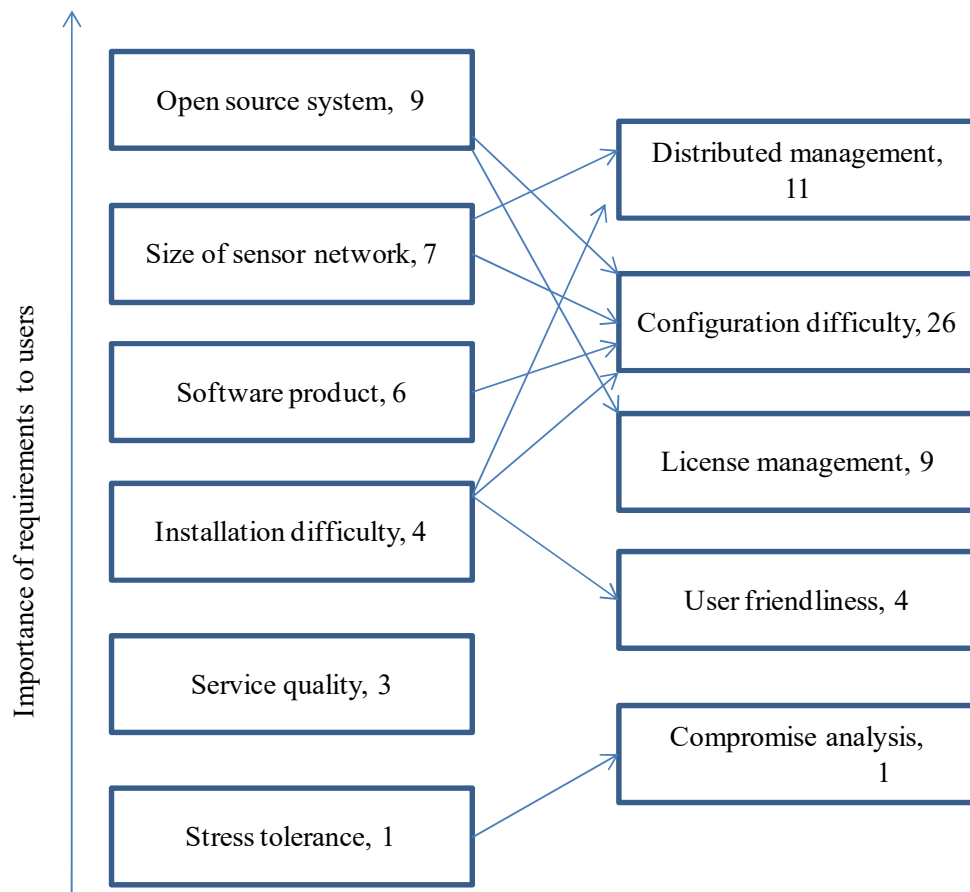 Importance of requirements to users
Open source system, 9
Size of sensor network, 7
Software product, 6
Installation difficulty, 4
Service quality, 3
Stress tolerance, 1
Distributed management,
11
Configuration difficulty, 26
License management, 9
User friendliness, 4
Compromise analysis,
1